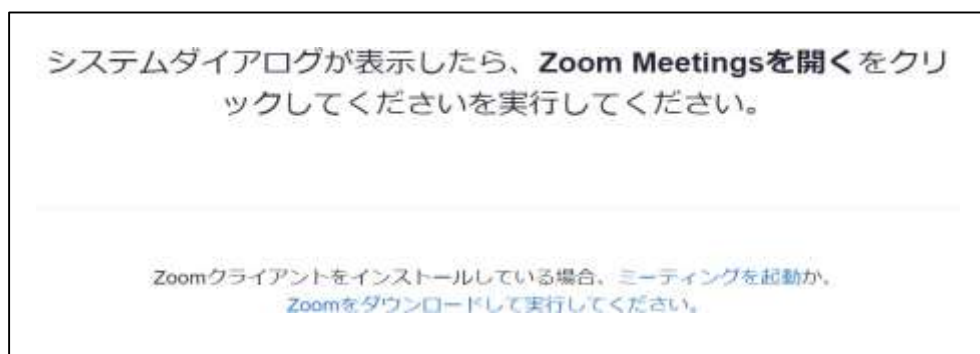 システムダイアログが表示したら、Zoom Meetingsを開くをクリ
ックしてくださいを実行してください。
Zoomクライアントをインストールしている場合、ミーティングを起動か、
Zoomをダウンロードして実行してください。